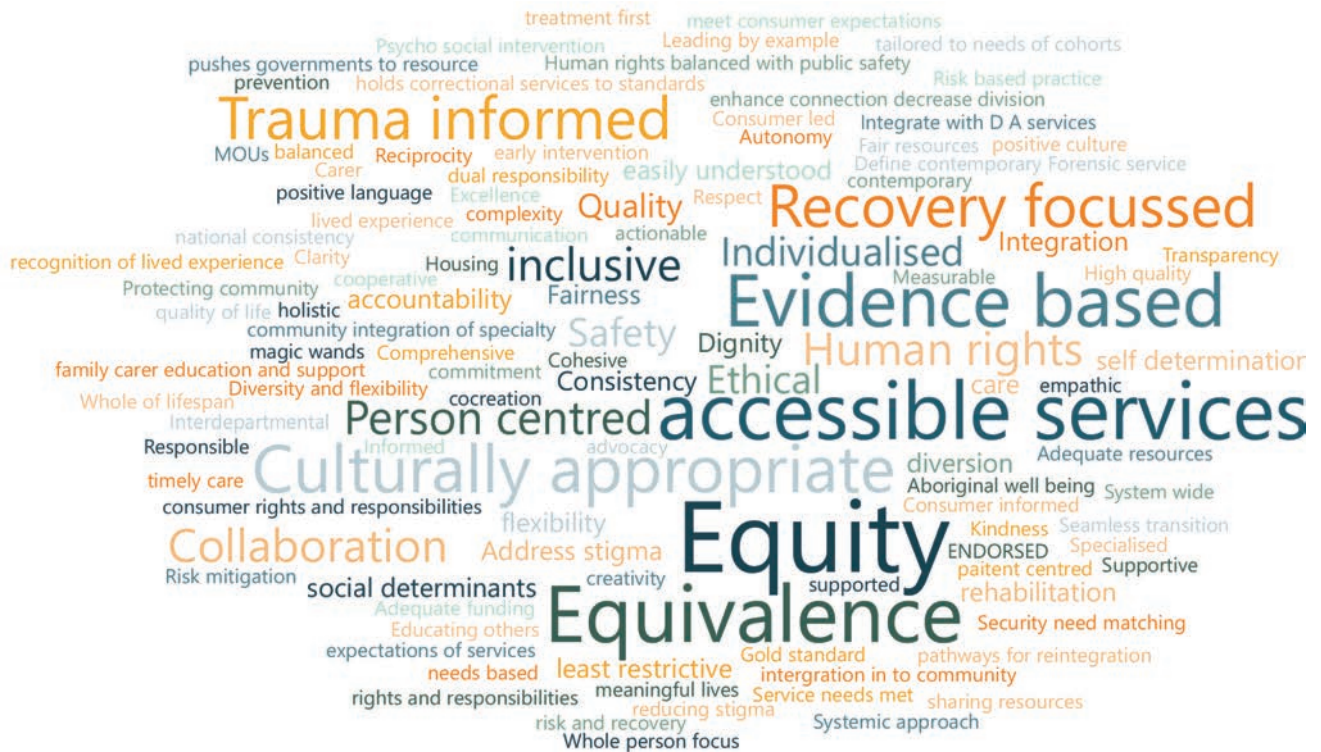 treatment first
meet consumer expectations
Psycho social intervention
Leading by example
tailored to needs of cohorts
pushes governments to resource
Human rights balanced with public safety
prevention
holds correctional services to standards
Risk based practice
Trauma informed
enhance connection decrease division
Consumer led
Integrate with D A services
Autonomy
MOUs
balanced
Reciprocity
early intervention
Fair resources
positive culture
Carer
dual responsibility
easily understood
Define contemporary Forensic service
contemporary
positive language
Excellence
Quality
Respect
Recovery focussed
lived experience
complexity
national consistency
communication
actionable
Individualised
Integration
recognition of lived experience
Clarity
Housing
inclusive
Transparency
cooperative
Measurable
High quality
Protecting community
accountability
Fairness
Evidence based
quality of life
holistic
community integration of specialty
Safety
Dignity
Human rights
magic wands
Comprehensive
Cohesive
self determination
family carer education and support
commitment
Consistency
Ethical
care
empathic
Diversity and flexibility
cocreation
Whole of lifespan
Person centred
accessible services
Interdepartmental
Responsible
Informed
advocacy
Adequate resources
timely care
Culturally appropriate
diversion
Aboriginal well being
System wide
consumer rights and responsibilities
Consumer informed
flexibility
Equity
Kindness
Seamless transition
Collaboration
Address stigma
ENDORSED
Specialised
Risk mitigation
creativity
supported
paitent centred
Supportive
social determinants
rehabilitation
Adequate funding
Equivalence
Educating others
Security need matching
expectations of services
Gold standard
pathways for reintegration
needs based
least restrictive
intergration in to community
rights and responsibilities
meaningful lives
Service needs met
reducing stigma
sharing resources
risk and recovery
Systemic approach
Whole person focus